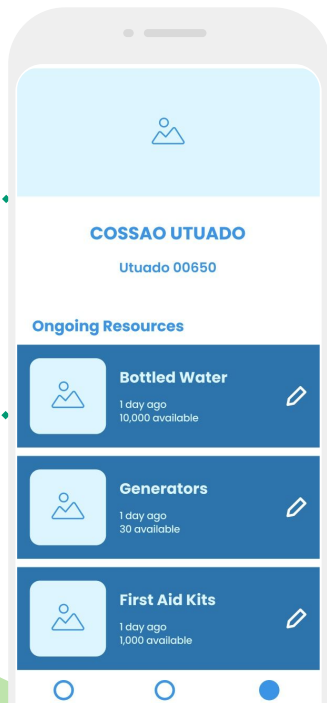 COSSAO UTUADO
Utuado 00650
Ongoing Resources
Bottled Water
1 day ago
10,000 available
Generators
1 day ago
30 available
First Aid Kits
1 day ago
1,000 available